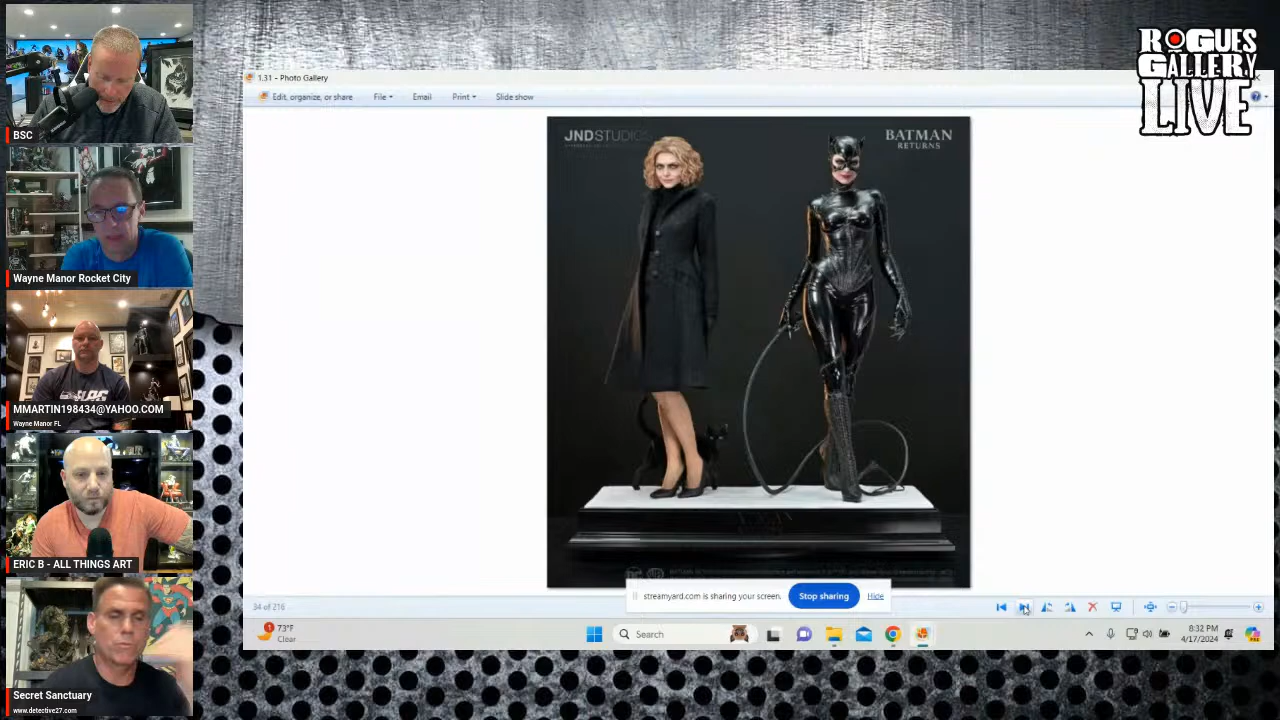 BSC
Wayne Manor Rocket City
MMARTIN198434@YAHOO.COM
Wayne Manor FL
ERIC B - ALL THINGS ART
Secret Sanctuary
www.detective27.com
ROGUES
GALLERY
LIVE
1.31 - Photo Gallery
Edit, organize, or share File Email Print Slide show
JNDSTUDIOS
BATMAN
RETURNS
streamyard.com is sharing your screen. Stop sharing Hide
34 of 216
1 73°F
Clear
Search
8:32 PM
4/17/2024